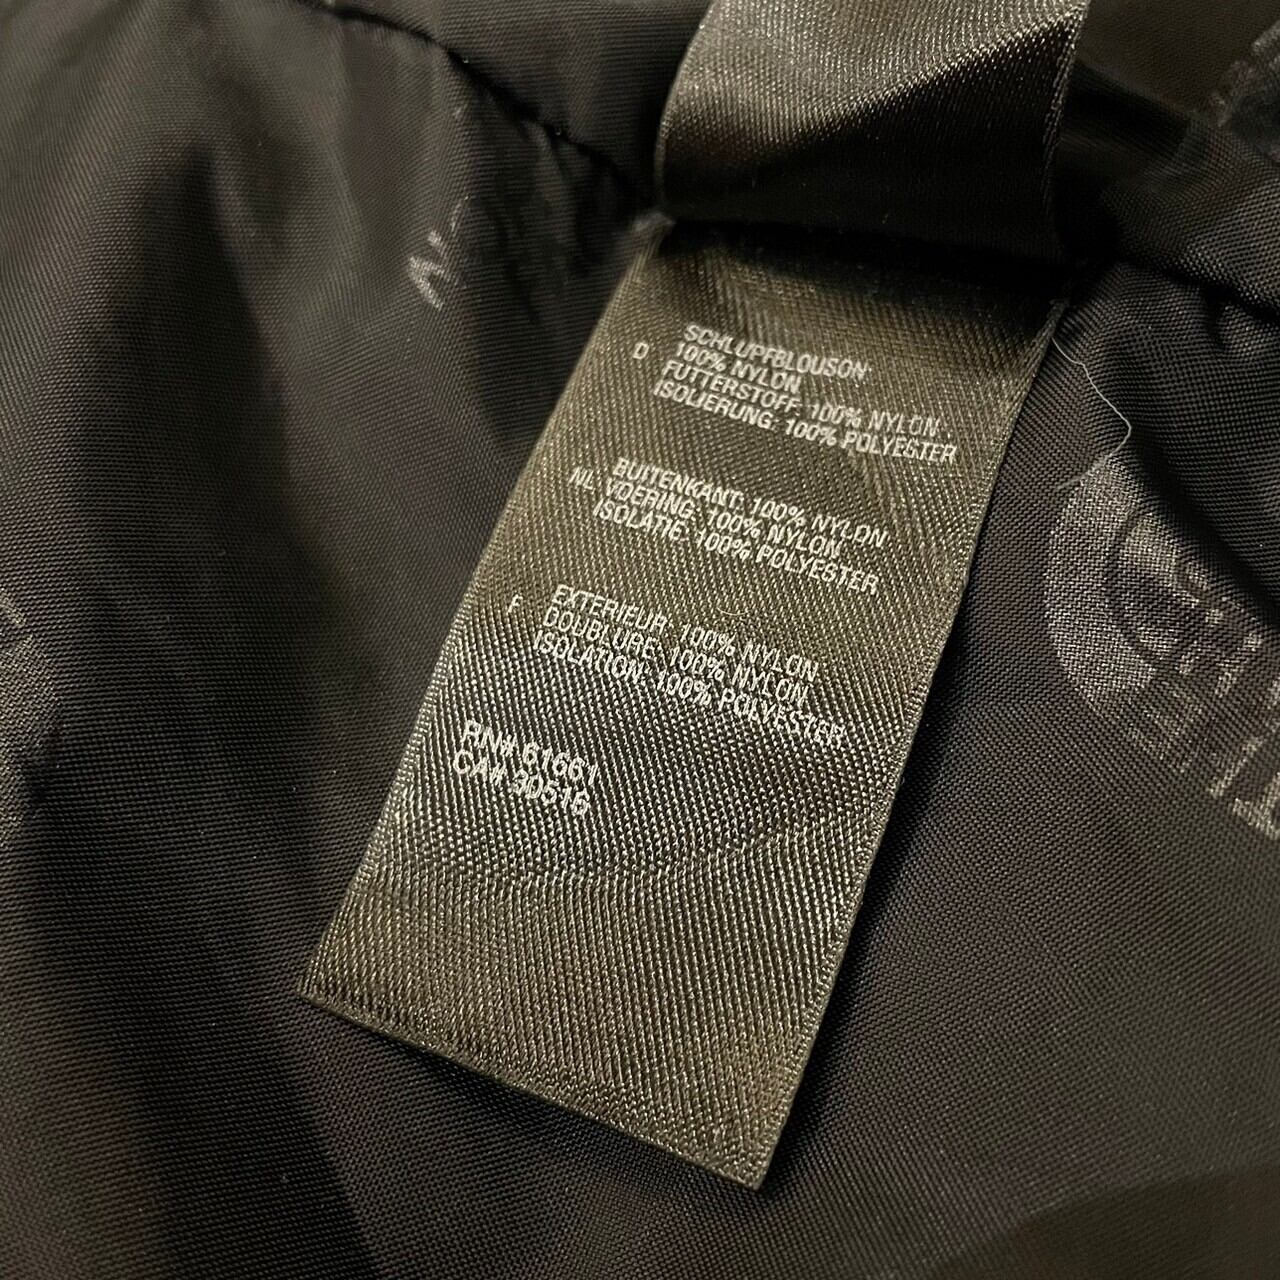 D
SCHLUPFBLOUSON:
100% NYLON
FUTTERSTOFF: 100% NYLON
ISOLIERUNG: 100% POLYESTER
NL
BUITENKANT: 100% NYLON
VOERING: 100% NYLON
ISOLATIE: 100% POLYESTER
F
EXTERIEUR: 100% NYLON
DOUBLURE: 100% NYLON
ISOLATION: 100% POLYESTER
RN#.61661
CA#.30516